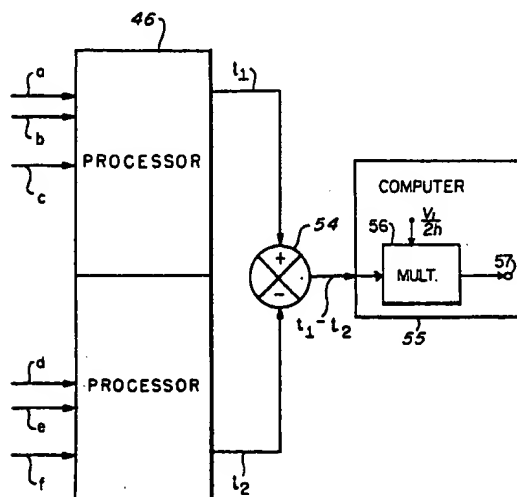 46
a
b
c
PROCESSOR
t₁
54
+
-
COMPUTER
56
V₁
2h
MULT.
57
55
t₁-t₂
PROCESSOR
d
e
f
t₂